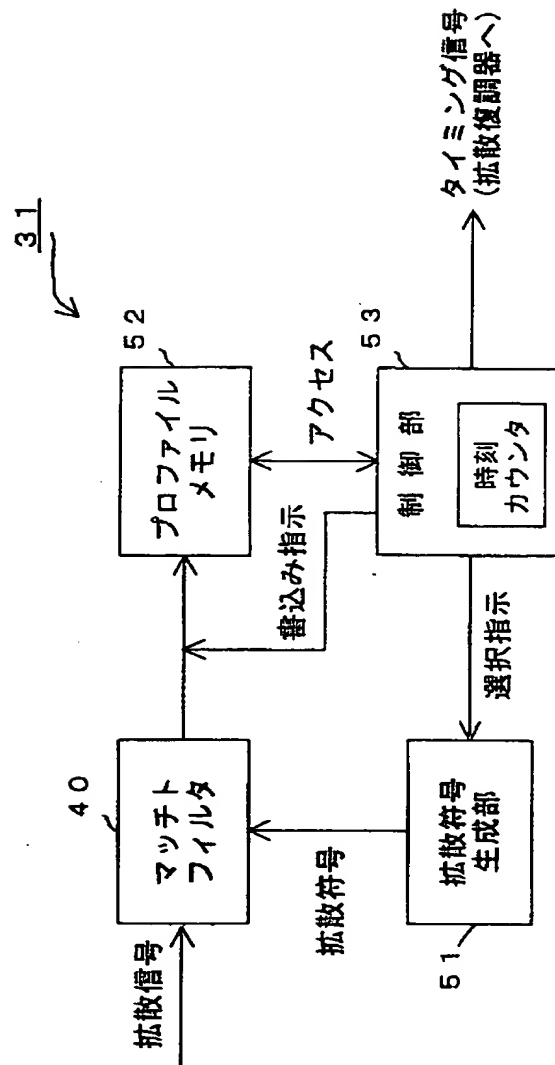 ３１
拡散信号
４０
マッチト
フィルタ
５２
プロファイル
メモリ
書込み指示
アクセス
拡散符号
５１
拡散符号
生成部
選択指示
５３
制御部
時刻
カウンタ
タイミング信号
(拡散復調器へ)